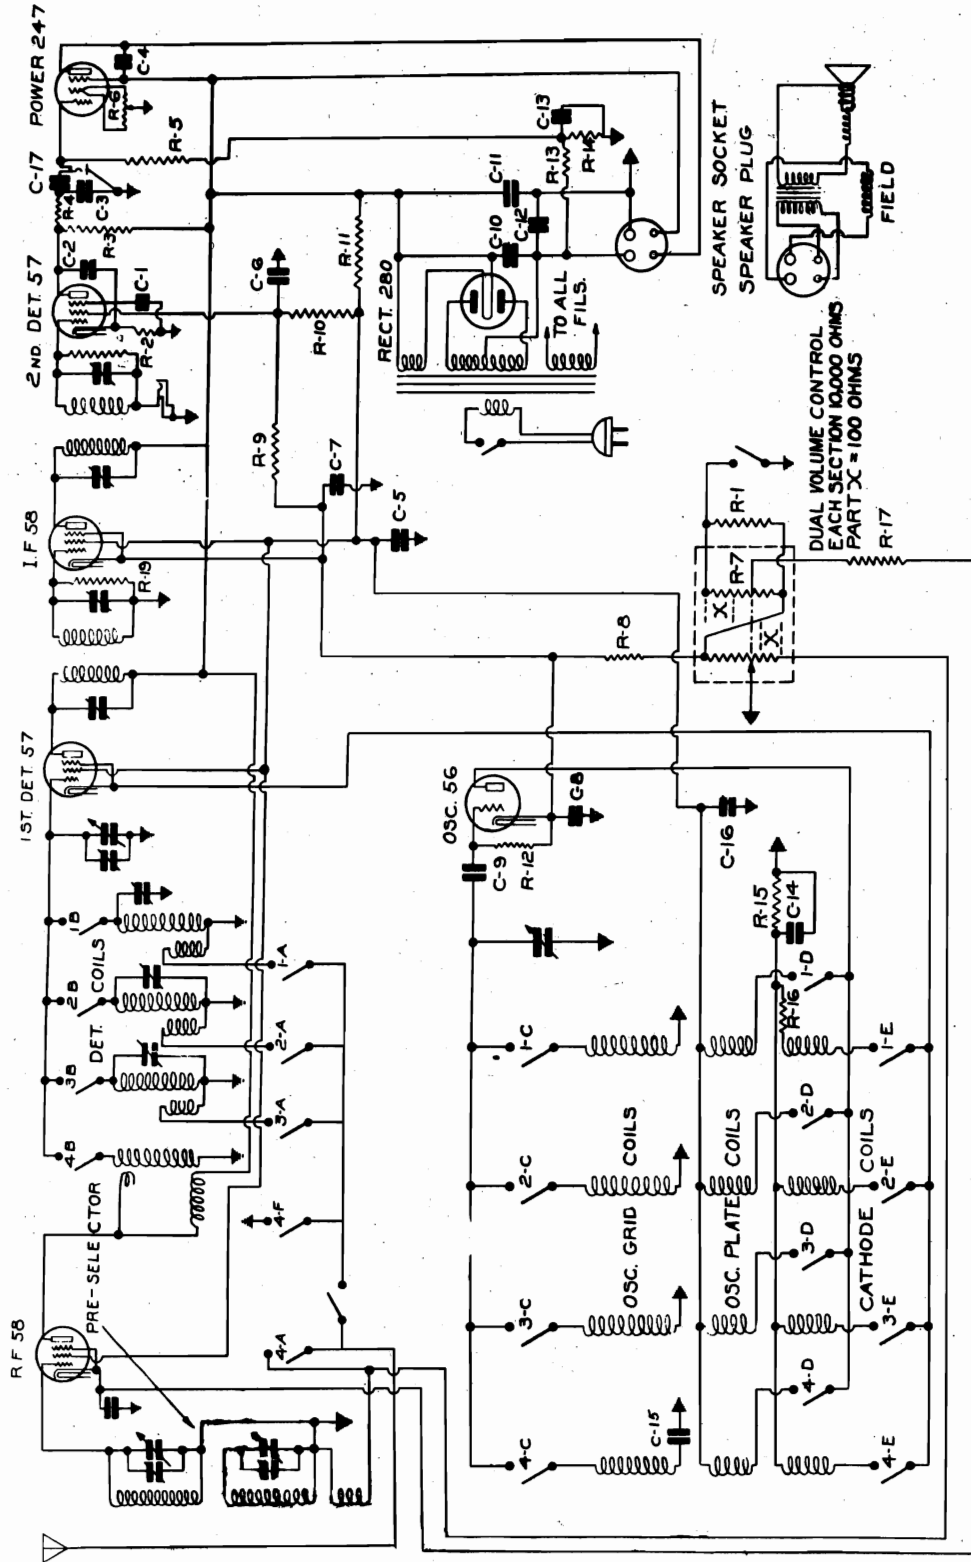 R F 58
1ST. DET. 57
I.F 58
2ND. DET. 57
POWER 247
PRE-SELECTOR
DET. COILS
4B
3B
2B
1B
4-A
4-F
3-A
2-A
1-A
R-19
C-5
C-7
R-9
C-6
R-10
R-11
R-2
C-1
C-2
R-3
R-4
C-3
C-17
R-5
R-6
C-4
RECT. 280
TO ALL
FILS.
C-10
C-12
C-11
R-13
R-14
C-13
SPEAKER SOCKET
SPEAKER PLUG
FIELD
OSC. 56
C-9
R-12
C-8
C-16
R-8
R-7
R-1
X
X
R-17
DUAL VOLUME CONTROL
EACH SECTION 10,000 OHMS
PART X = 100 OHMS
4-C
3-C
2-C
1-C
OSC. GRID COILS
C-15
OSC. PLATE COILS
4-D
3-D
2-D
1-D
R-16
R-15
C-14
CATHODE COILS
4-E
3-E
2-E
1-E